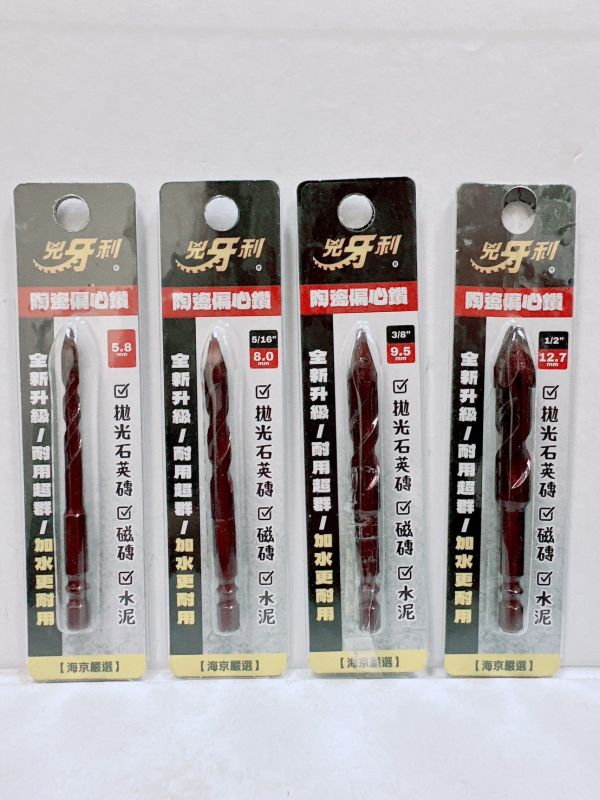 兇牙利
®
陶瓷偏心鑽
5.8
mm
全新升級/耐用超群/加水更耐用
拋光石英磚
磁磚
水泥
【海京嚴選】
兇牙利
®
陶瓷偏心鑽
5/16"
8.0
mm
全新升級/耐用超群/加水更耐用
拋光石英磚
磁磚
水泥
【海京嚴選】
兇牙利
®
陶瓷偏心鑽
3/8"
9.5
mm
全新升級/耐用超群/加水更耐用
拋光石英磚
磁磚
水泥
【海京嚴選】
兇牙利
®
陶瓷偏心鑽
1/2"
12.7
mm
全新升級/耐用超群/加水更耐用
拋光石英磚
磁磚
水泥
【海京嚴選】